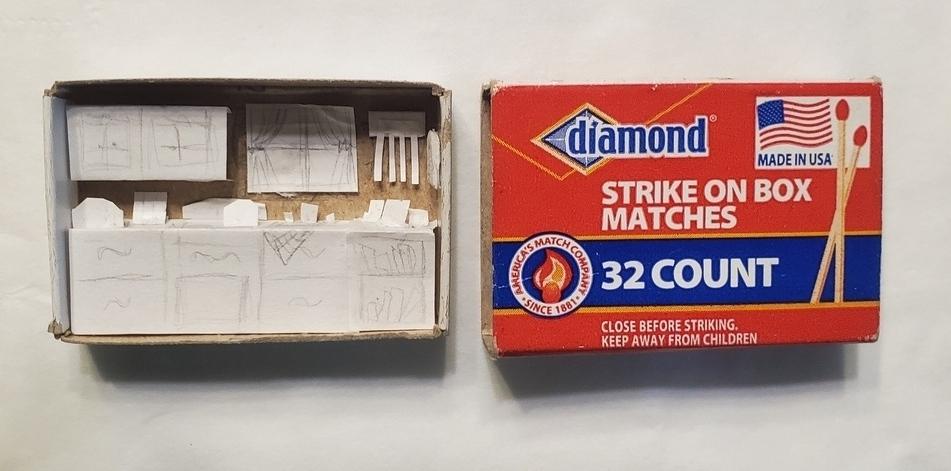 diamond®
MADE IN USA
STRIKE ON BOX
MATCHES
AMERICA'S MATCH COMPANY
• SINCE 1881 •
32 COUNT
CLOSE BEFORE STRIKING.
KEEP AWAY FROM CHILDREN